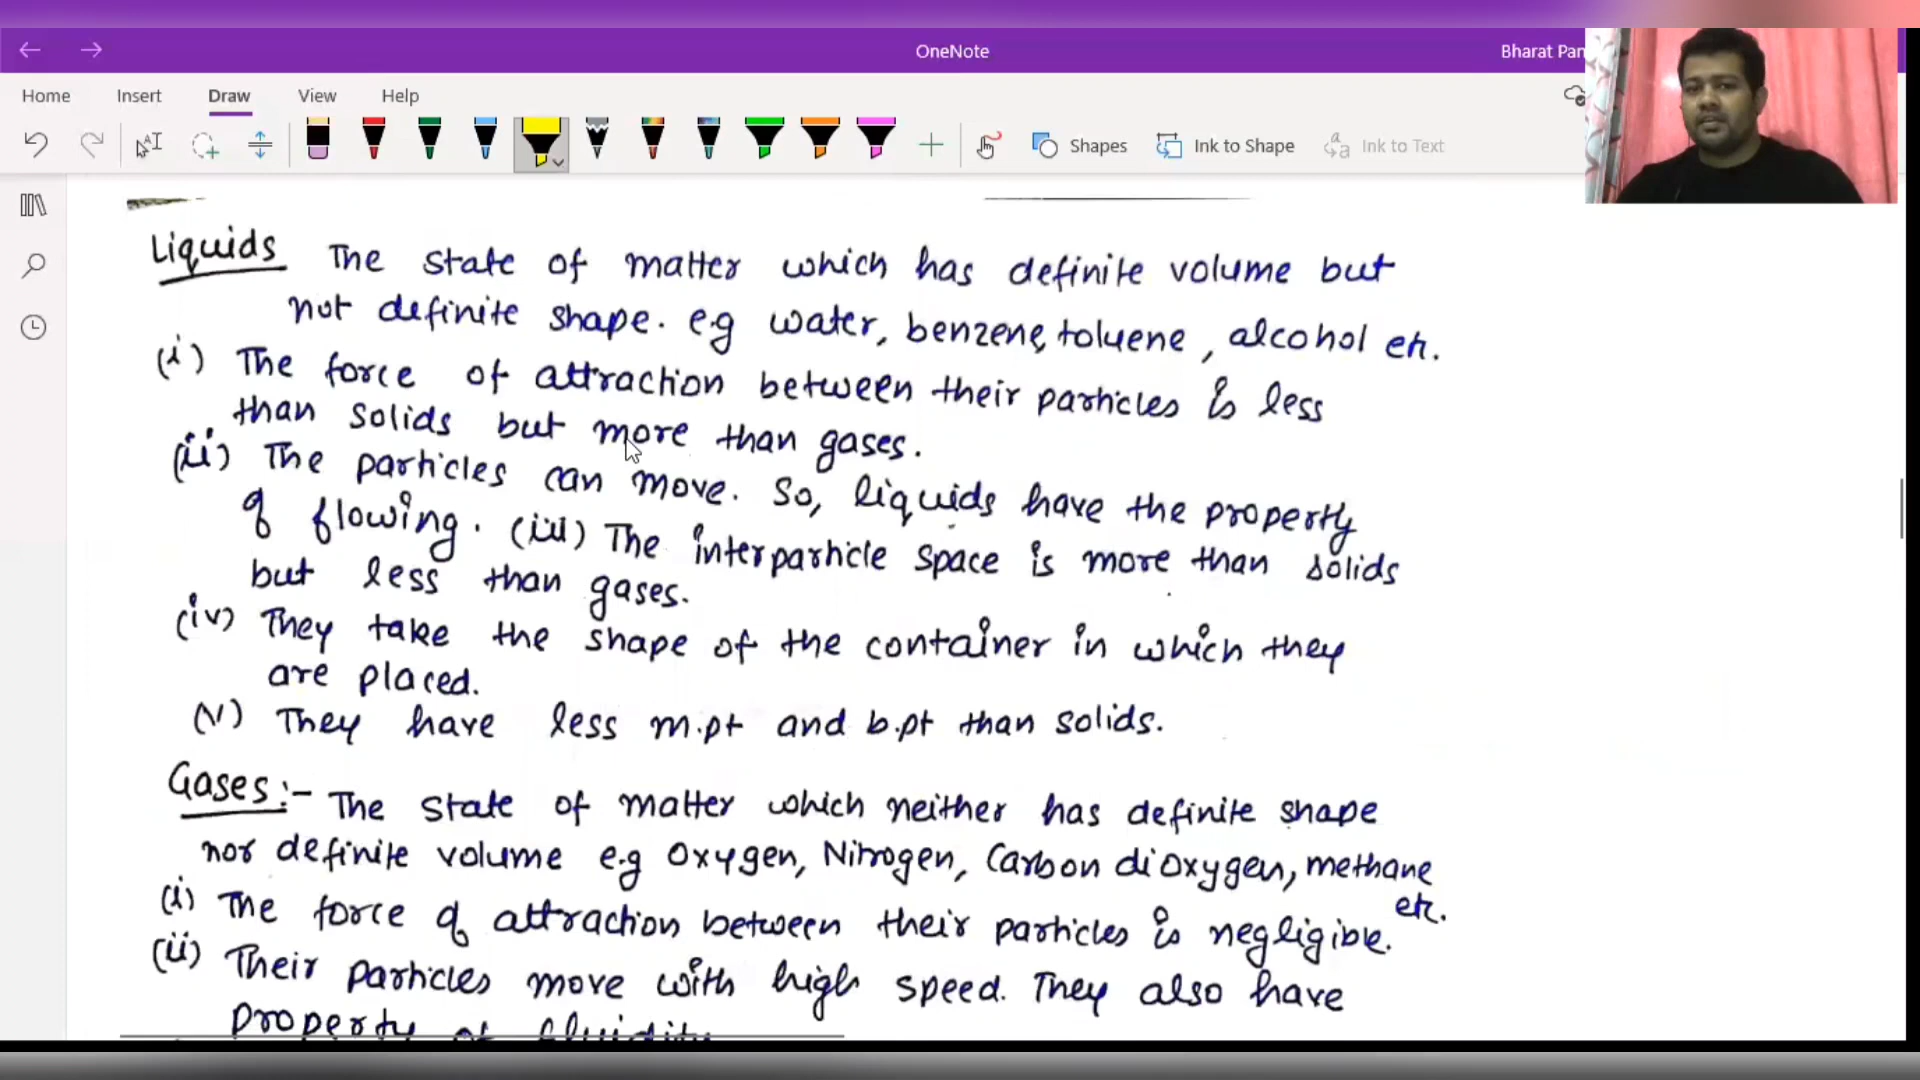 OneNote
Bharat Pan
Home Insert Draw View Help
Shapes Ink to Shape Ink to Text
Liquids The state of matter which has definite volume but
not definite shape. e.g water, benzene, toluene, alcohol etc.
(i) The force of attraction between their particles is less
than solids but more than gases.
(ii) The particles can move. So, liquids have the property
of flowing. (iii) The interparticle space is more than solids
but less than gases.
(iv) They take the shape of the container in which they
are placed.
(v) They have less m.pt and b.pt than solids.
Gases:- The state of matter which neither has definite shape
nor definite volume e.g Oxygen, Nitrogen, Carbon dioxygen, methane
etc.
(i) The force of attraction between their particles is negligible.
(ii) Their particles move with high speed. They also have
property of fluidity